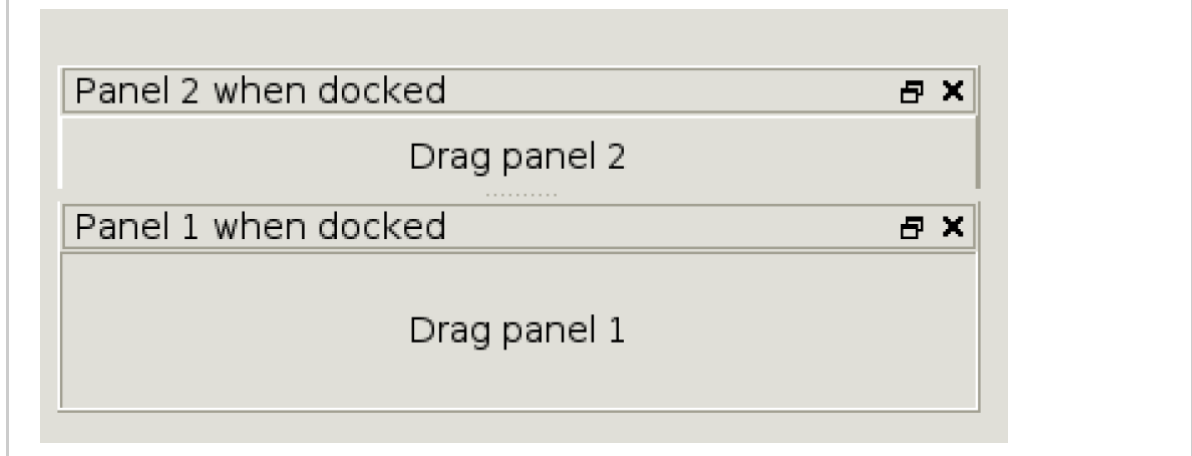 Panel 2 when docked
Drag panel 2
Panel 1 when docked
Drag panel 1